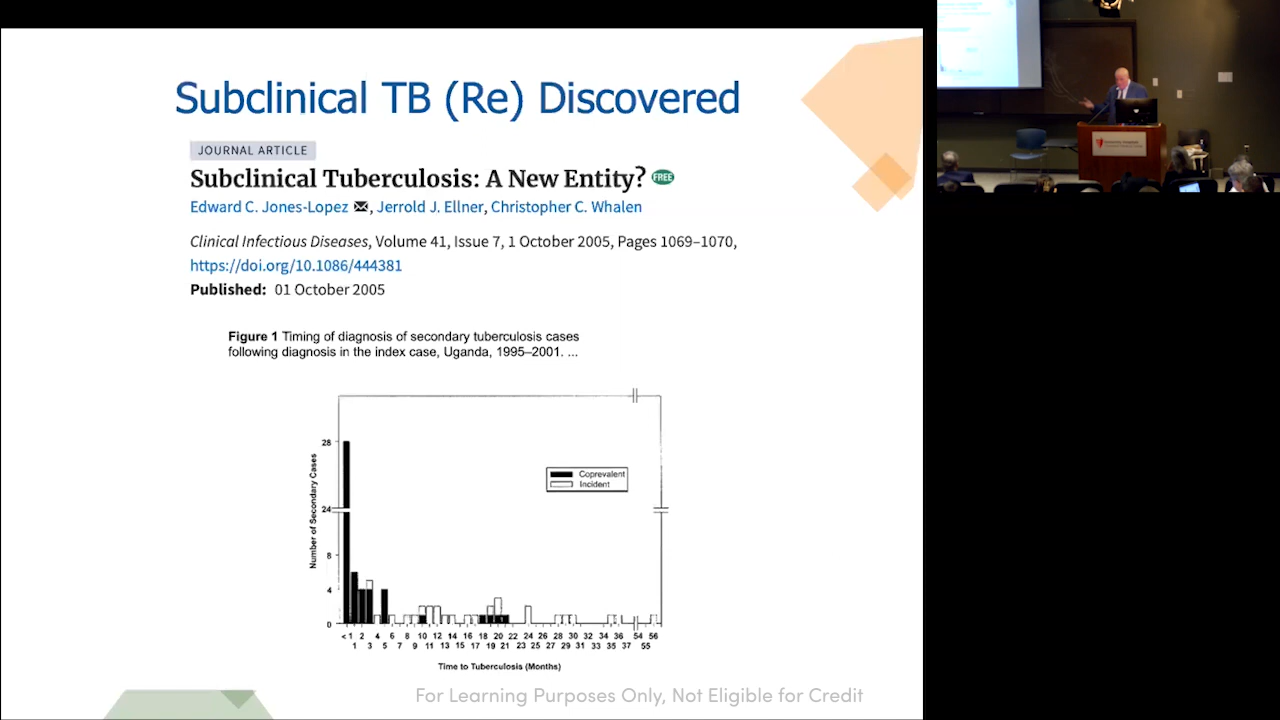 Subclinical TB (Re) Discovered
JOURNAL ARTICLE
Subclinical Tuberculosis: A New Entity? FREE
Edward C. Jones-Lopez, Jerrold J. Ellner, Christopher C. Whalen
Clinical Infectious Diseases, Volume 41, Issue 7, 1 October 2005, Pages 1069–1070,
https://doi.org/10.1086/444381
Published: 01 October 2005
Figure 1 Timing of diagnosis of secondary tuberculosis cases
following diagnosis in the index case, Uganda, 1995–2001. ...
Number of Secondary Cases
28
24
8
4
0
Coprevalent
Incident
< 1 2 4 6 8 10 12 14 16 18 20 22 24 26 28 30 32 34 36 54 56
1 3 5 7 9 11 13 15 17 19 21 23 25 27 29 31 33 35 37 55
Time to Tuberculosis (Months)
For Learning Purposes Only, Not Eligible for Credit